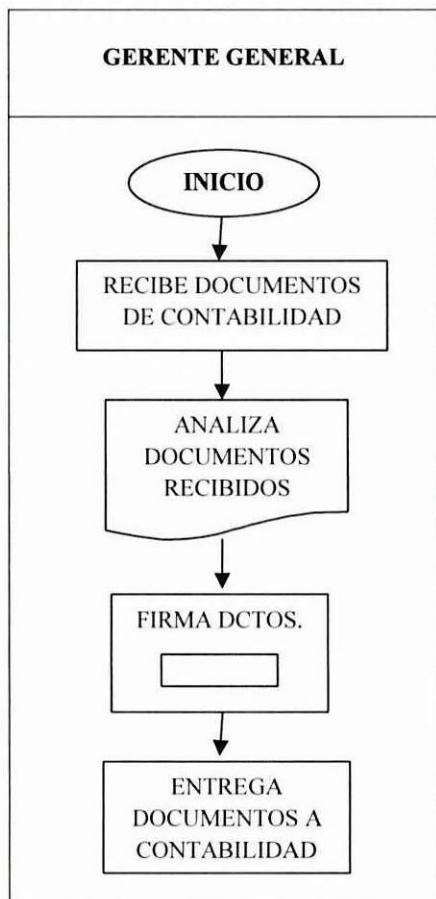 GERENTE GENERAL
INICIO
RECIBE DOCUMENTOS
DE CONTABILIDAD
ANALIZA
DOCUMENTOS
RECIBIDOS
FIRMA DCTOS.
ENTREGA
DOCUMENTOS A
CONTABILIDAD